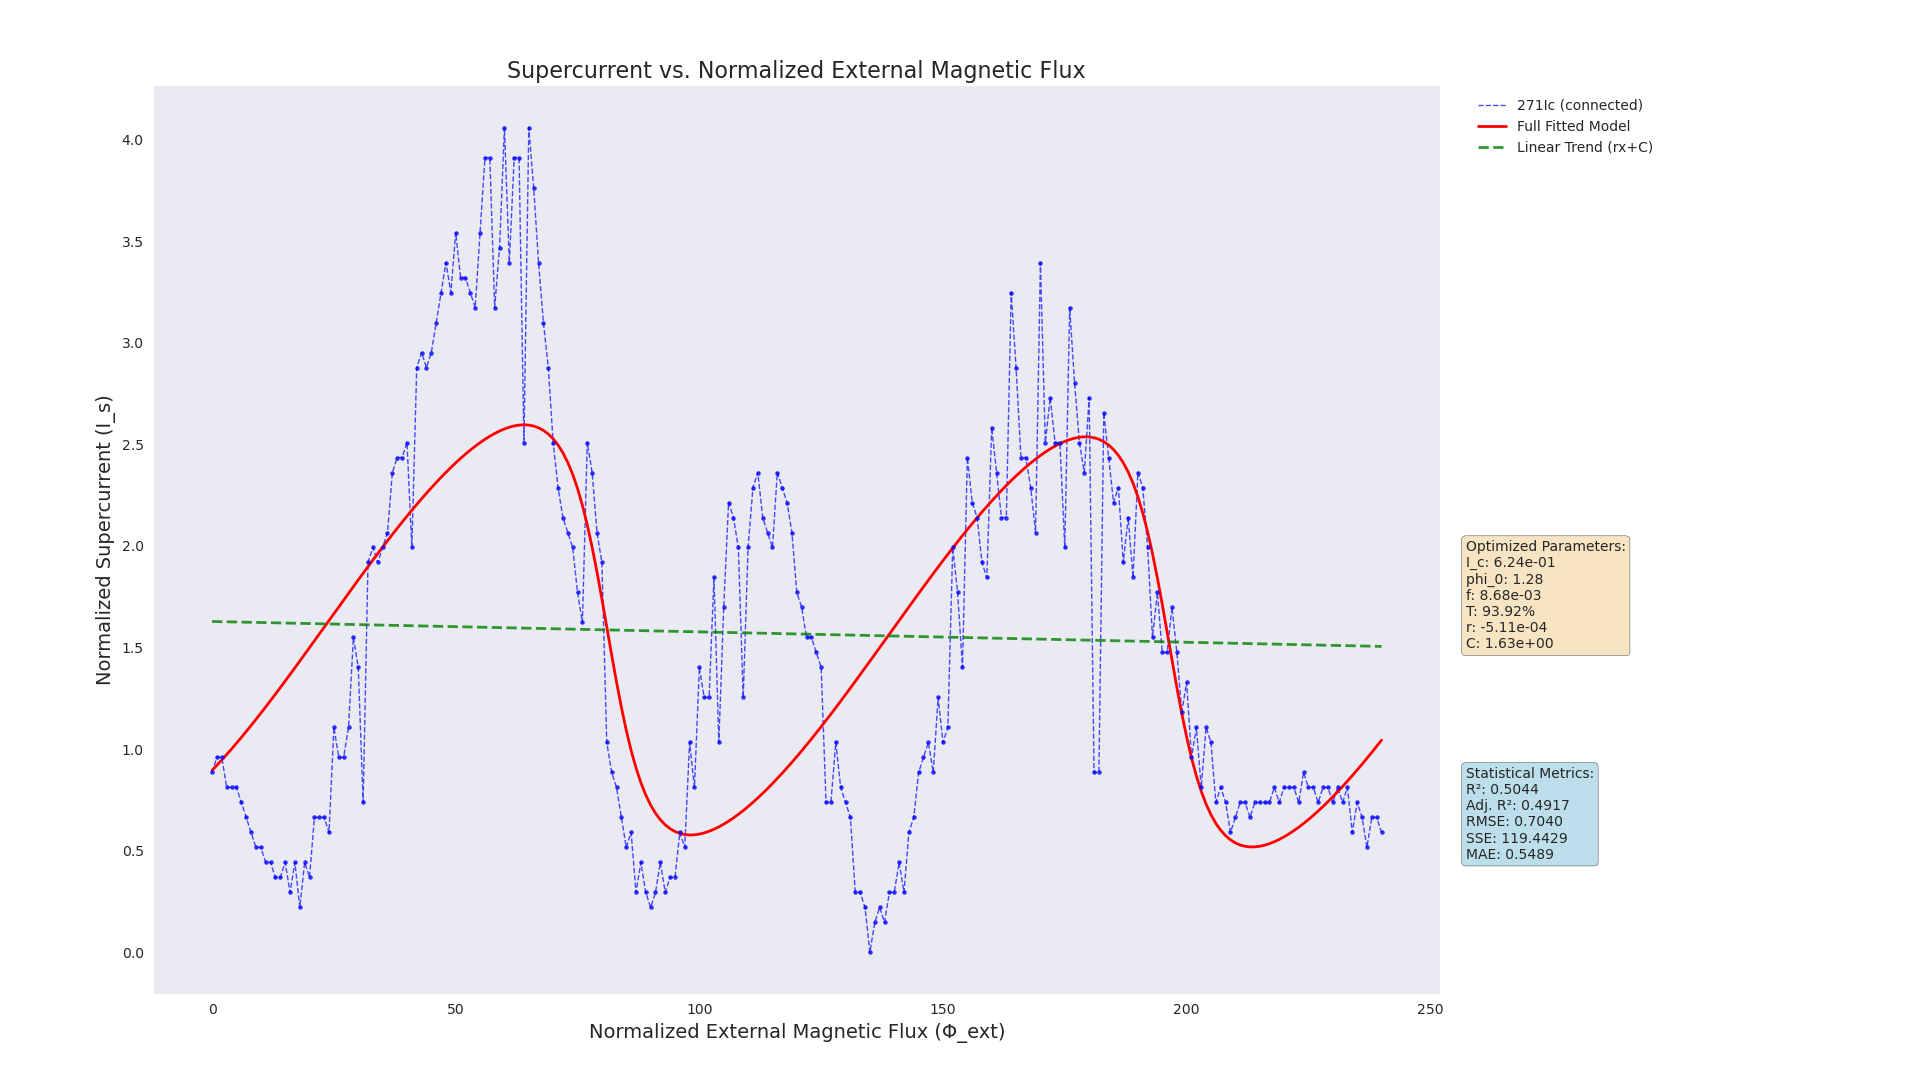 Supercurrent vs. Normalized External Magnetic Flux
271Ic (connected)
Full Fitted Model
Linear Trend (rx+C)
Normalized Supercurrent (I_s)
4.0
3.5
3.0
2.5
2.0
1.5
1.0
0.5
0.0
0
50
100
150
200
250
Normalized External Magnetic Flux (Φ_ext)
Optimized Parameters:
I_c: 6.24e-01
phi_0: 1.28
f: 8.68e-03
T: 93.92%
r: -5.11e-04
C: 1.63e+00
Statistical Metrics:
R²: 0.5044
Adj. R²: 0.4917
RMSE: 0.7040
SSE: 119.4429
MAE: 0.5489